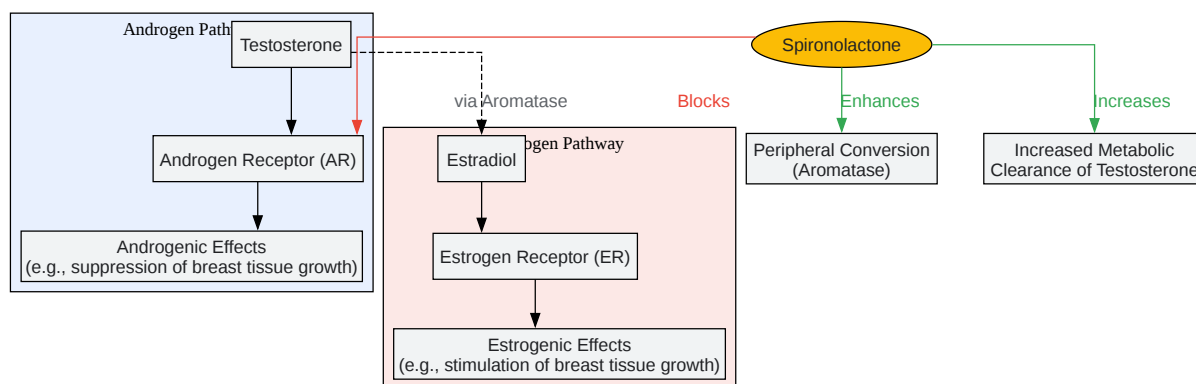 Androgen Pathw
Testosterone
Spironolactone
via Aromatase
Blocks
Enhances
Increases
Androgen Receptor (AR)
Estradiol
ogen Pathway
Peripheral Conversion
(Aromatase)
Increased Metabolic
Clearance of Testosterone
Androgenic Effects
(e.g., suppression of breast tissue growth)
Estrogen Receptor (ER)
Estrogenic Effects
(e.g., stimulation of breast tissue growth)